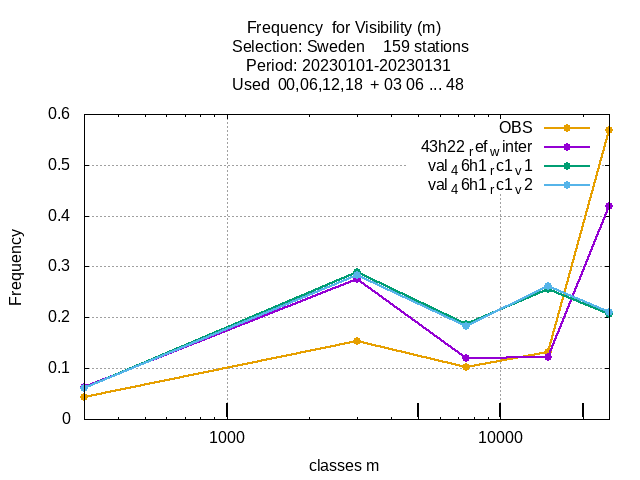 Frequency  for Visibility (m)
Selection: Sweden    159 stations
Period: 20230101-20230131
Used  00,06,12,18  + 03 06 ... 48
0.6
0.5
0.4
0.3
0.2
0.1
0
Frequency
OBS
43h22_ref_winter
val_46h1_rc1_v1
val_46h1_rc1_v2
1000
10000
classes m